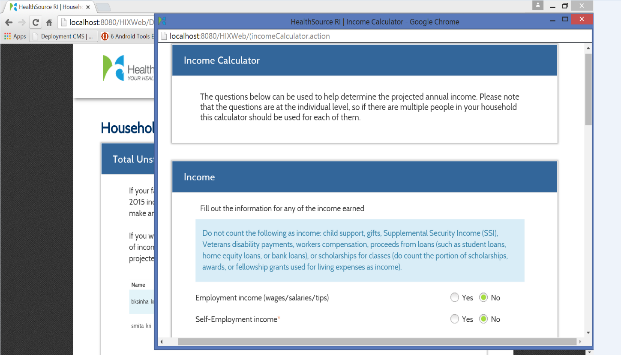 HealthSource RI | Househ
localhost:8080/HIXWeb/D
Apps
Deployment CMS |...
6 Android Tools E
Health
YOUR HEAL
Househol
Total Unst
If your fa
2015 inc
make an
If you w
of incom
projecte
Name
HealthSource RI | Income Calculator - Google Chrome
localhost:8080/HIXWeb/(incomeCalculator.action
Income Calculator
The questions below can be used to help determine the projected annual income. Please note
that the questions are at the individual level, so if there are multiple people in your household
this calculator should be used for each of them.
Income
Fill out the information for any of the income earned
Do not count the following as income: child support, gifts, Supplemental Security Income (SSI),
Veterans disability payments, workers compensation, proceeds from loans (such as student loans,
home equity loans, or bank loans), or scholarships for classes (do count the portion of scholarships,
awards, or fellowship grants used for living expenses as income).
Employment income (wages/salaries/tips) Yes No
Self-Employment income* Yes No